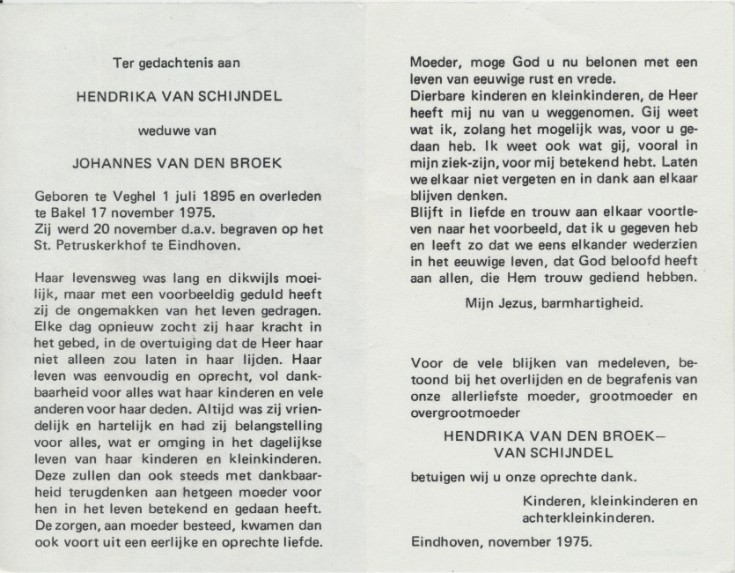 Ter gedachtenis aan
HENDRIKA VAN SCHIJNDEL
weduwe van
JOHANNES VAN DEN BROEK
Geboren te Veghel 1 juli 1895 en overleden
te Bakel 17 november 1975.
Zij werd 20 november d.a.v. begraven op het
St. Petruskerkhof te Eindhoven.
Haar levensweg was lang en dikwijls moei-
lijk, maar met een voorbeeldig geduld heeft
zij de ongemakken van het leven gedragen.
Elke dag opnieuw zocht zij haar kracht in
het gebed, in de overtuiging dat de Heer haar
niet alleen zou laten in haar lijden. Haar
leven was eenvoudig en oprecht, vol dank-
baarheid voor alles wat haar kinderen en vele
anderen voor haar deden. Altijd was zij vrien-
delijk en hartelijk en had zij belangstelling
voor alles, wat er omging in het dagelijkse
leven van haar kinderen en kleinkinderen.
Deze zullen dan ook steeds met dankbaar-
heid terugdenken aan hetgeen moeder voor
hen in het leven betekend en gedaan heeft.
De zorgen, aan moeder besteed, kwamen dan
ook voort uit een eerlijke en oprechte liefde.
Moeder, moge God u nu belonen met een
leven van eeuwige rust en vrede.
Dierbare kinderen en kleinkinderen, de Heer
heeft mij nu van u weggenomen. Gij weet
wat ik, zolang het mogelijk was, voor u ge-
daan heb. Ik weet ook wat gij, vooral in
mijn ziek-zijn, voor mij betekend hebt. Laten
we elkaar niet vergeten en in dank aan elkaar
blijven denken.
Blijft in liefde en trouw aan elkaar voortle-
ven naar het voorbeeld, dat ik u gegeven heb
en leeft zo dat we eens elkander wederzien
in het eeuwige leven, dat God beloofd heeft
aan allen, die Hem trouw gediend hebben.
Mijn Jezus, barmhartigheid.
Voor de vele blijken van medeleven, be-
toond bij het overlijden en de begrafenis van
onze allerliefste moeder, grootmoeder en
overgrootmoeder
HENDRIKA VAN DEN BROEK—
VAN SCHIJNDEL
betuigen wij u onze oprechte dank.
Kinderen, kleinkinderen en
achterkleinkinderen.
Eindhoven, november 1975.